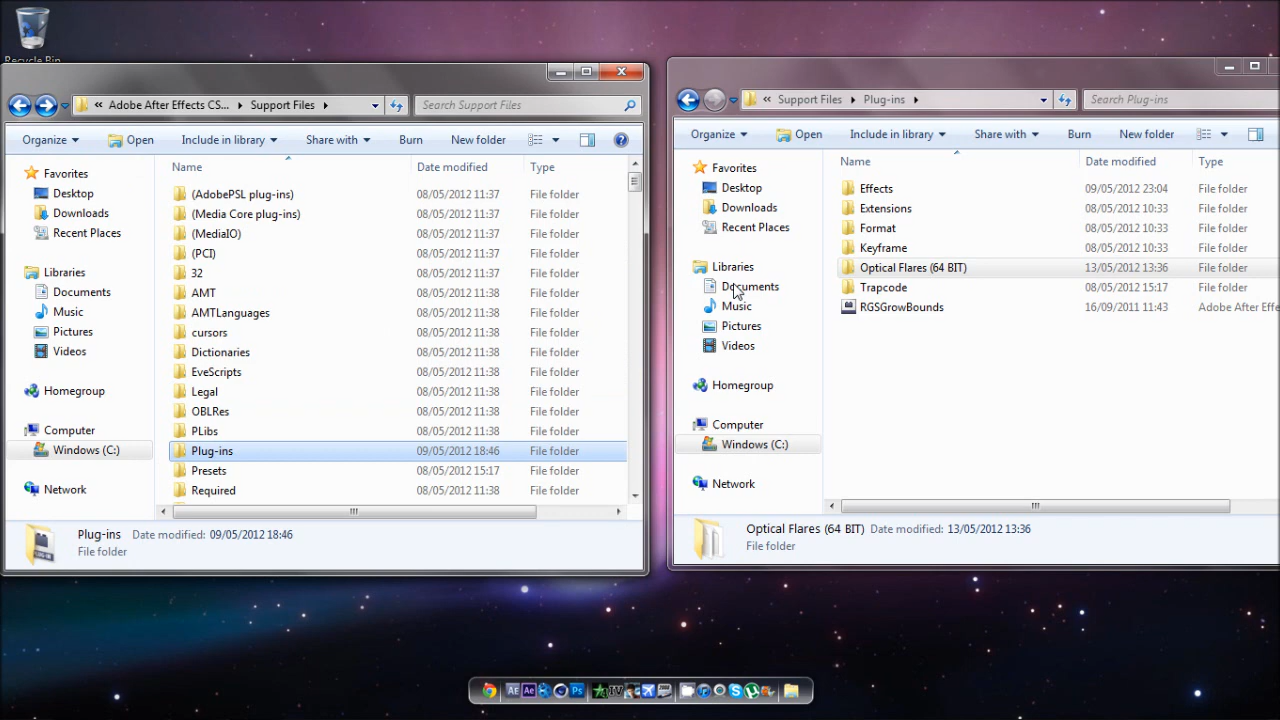 Recycle Bin
« Adobe After Effects CS... Support Files
Search Support Files
Organize Open Include in library Share with Burn New folder
Name Date modified Type
Favorites
Desktop
Downloads
Recent Places
Libraries
Documents
Music
Pictures
Videos
Homegroup
Computer
Windows (C:)
Network
(AdobePSL plug-ins) 08/05/2012 11:37 File folder
(Media Core plug-ins) 08/05/2012 11:37 File folder
(MediaIO) 08/05/2012 11:37 File folder
(PCI) 08/05/2012 11:37 File folder
32 08/05/2012 11:37 File folder
AMT 08/05/2012 11:37 File folder
AMTLanguages 08/05/2012 11:38 File folder
cursors 08/05/2012 11:38 File folder
Dictionaries 08/05/2012 11:38 File folder
EveScripts 08/05/2012 11:38 File folder
Legal 08/05/2012 11:38 File folder
OBLRes 08/05/2012 11:38 File folder
PLibs 08/05/2012 11:38 File folder
Plug-ins 09/05/2012 18:46 File folder
Presets 08/05/2012 15:17 File folder
Required 08/05/2012 11:38 File folder
Plug-ins Date modified: 09/05/2012 18:46
File folder
« Support Files Plug-ins
Search Plug-ins
Organize Open Include in library Share with Burn New folder
Name Date modified Type
Favorites
Desktop
Downloads
Recent Places
Libraries
Documents
Music
Pictures
Videos
Homegroup
Computer
Windows (C:)
Network
Effects 09/05/2012 23:04 File folder
Extensions 08/05/2012 10:33 File folder
Format 08/05/2012 10:33 File folder
Keyframe 08/05/2012 10:33 File folder
Optical Flares (64 BIT) 13/05/2012 13:36 File folder
Trapcode 08/05/2012 15:17 File folder
RGSGrowBounds 16/09/2011 11:43 Adobe After Effe
Optical Flares (64 BIT) Date modified: 13/05/2012 13:36
File folder